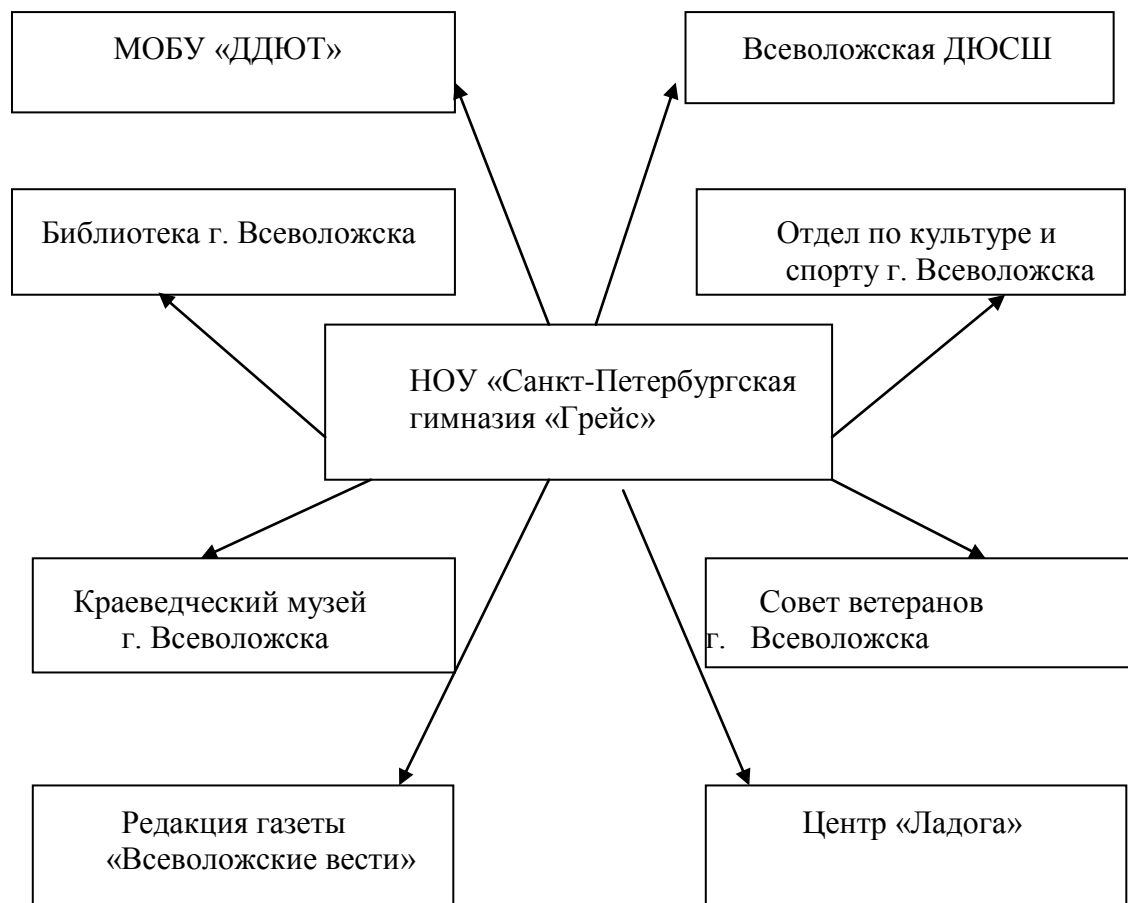 МОБУ «ДДЮТ»
Всеволожская ДЮСШ
Библиотека г. Всеволожска
Отдел по культуре и
спорту г. Всеволожска
НОУ «Санкт-Петербургская
гимназия «Грейс»
Краеведческий музей
г. Всеволожска
Совет ветеранов
г. Всеволожска
Редакция газеты
«Всеволожские вести»
Центр «Ладога»